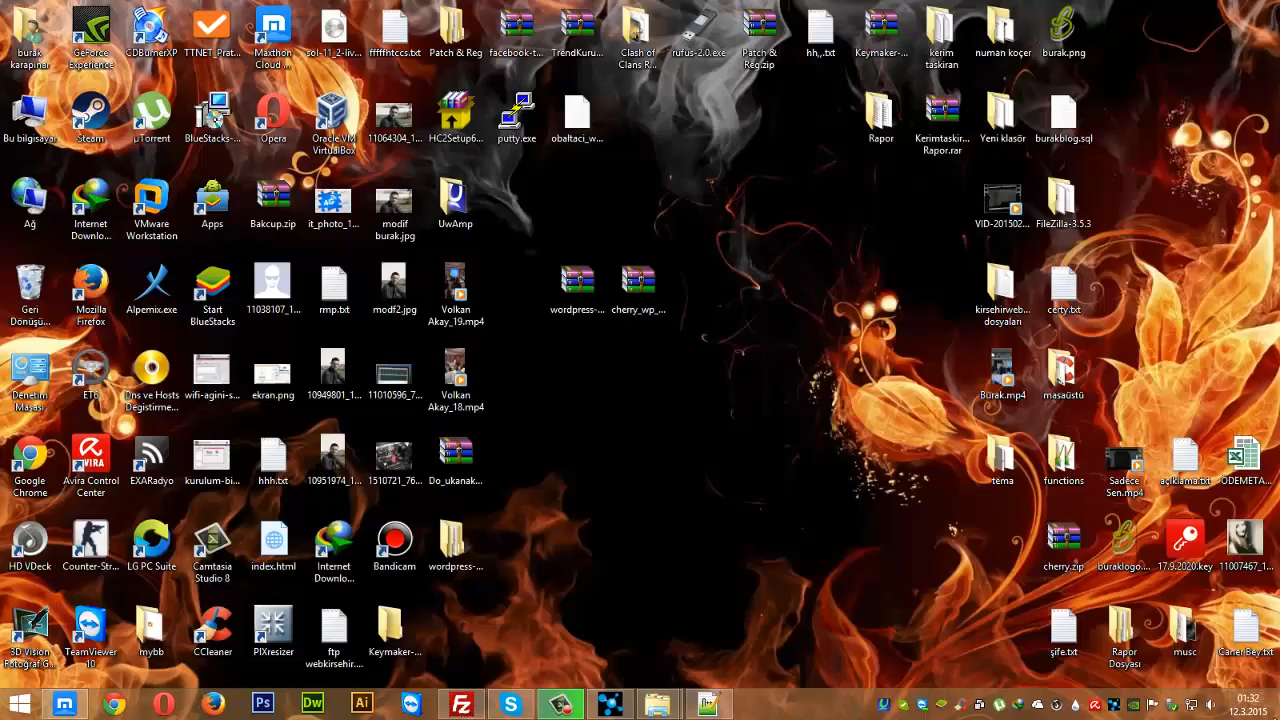 burak
karapınar
GeForce
Experience
CDBurnerXP
TTNET_Prat...
Maxthon
Cloud ...
sol-11_2-liv...
ffffffntccs.txt
Patch & Reg
facebook-t...
TrendKuru...
Clash of
Clans R...
rufus-2.0.exe
Patch &
Reg.zip
hh,,.txt
Keymaker-...
kerim
taskiran
numan koçer
burak.png
Bu bilgisayar
Steam
µTorrent
BlueStacks-...
Opera
Oracle VM
VirtualBox
11064304_1...
HC2Setup6...
putty.exe
obaltaci_w...
Rapor
Kerimtaskir...
Rapor.rar
Yeni klasör
burakblog.sql
Ağ
Internet
Downlo...
VMware
Workstation
Apps
Bakcup.zip
it_photo_1...
modif
burak.jpg
UwAmp
VID-201502...
FileZilla-3.5.3
Geri
Dönüşü...
Mozilla
Firefox
Alpemix.exe
Start
BlueStacks
11038107_1...
rmp.txt
modf2.jpg
Volkan
Akay_19.mp4
wordpress-...
cherry_wp_...
kirsehirweb...
dosyaları
certy.txt
Denetim
Masası
ET6
Dns ve Hosts
Degistirme...
wifi-agini-s...
ekran.png
10949801_1...
11010596_7...
Volkan
Akay_18.mp4
Burak.mp4
masaüstü
Google
Chrome
AVIRA
Avira Control
Center
EXARadyo
kurulum-bi...
hhh.txt
10951974_1...
1510721_76...
Do_ukanak...
tema
functions
Sadece
Sen.mp4
açıklama.txt
ODEMETA...
HD VDeck
Counter-Str...
LG PC Suite
Camtasia
Studio 8
index.html
Internet
Downlo...
Bandicam
wordpress-...
cherry.zip
buraklogo....
17.9.2020.key
11007467_1...
3D Vision
Fotoğraf G...
TeamViewer
10
mybb
CCleaner
PIXresizer
ftp
webkirsehir....
Keymaker-...
şife.txt
Rapor
Dosyası
musc
Caner Bey.txt
Ps
Dw
Ai
Fz
S
01:32
12.3.2015